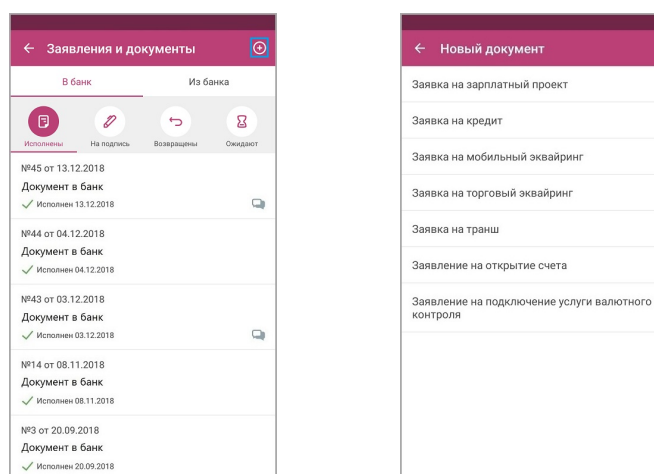 Заявления и документы
В банк
Из банка
Исполнены
На подпись
Возвращены
Ожидают
№45 от 13.12.2018
Документ в банк
Исполнен 13.12.2018
№44 от 04.12.2018
Документ в банк
Исполнен 04.12.2018
№43 от 03.12.2018
Документ в банк
Исполнен 03.12.2018
№14 от 08.11.2018
Документ в банк
Исполнен 08.11.2018
№3 от 20.09.2018
Документ в банк
Исполнен 20.09.2018
Новый документ
Заявка на зарплатный проект
Заявка на кредит
Заявка на мобильный эквайринг
Заявка на торговый эквайринг
Заявка на транш
Заявление на открытие счета
Заявление на подключение услуги валютного
контроля